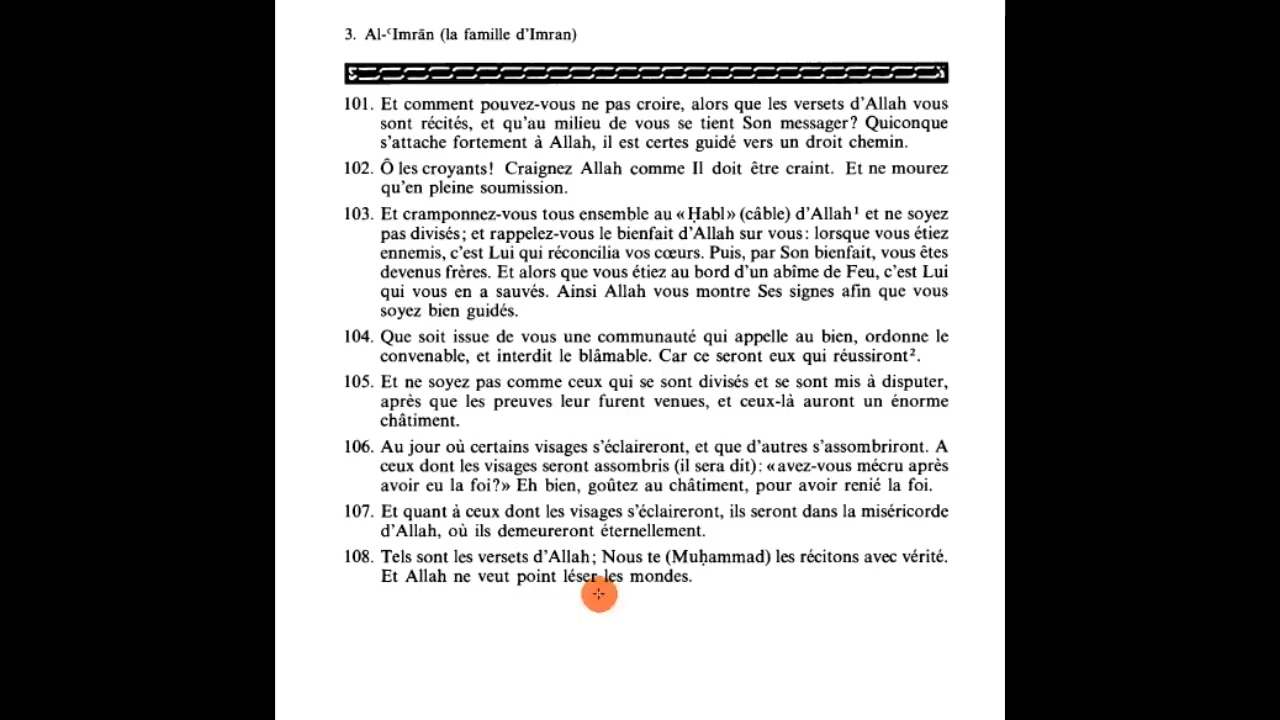 3. Al-ʿImrān (la famille d'Imran)
101. Et comment pouvez-vous ne pas croire, alors que les versets d'Allah vous
sont récités, et qu'au milieu de vous se tient Son messager? Quiconque
s'attache fortement à Allah, il est certes guidé vers un droit chemin.
102. Ô les croyants! Craignez Allah comme Il doit être craint. Et ne mourez
qu'en pleine soumission.
103. Et cramponnez-vous tous ensemble au «Ḥabl» (câble) d'Allah¹ et ne soyez
pas divisés; et rappelez-vous le bienfait d'Allah sur vous: lorsque vous étiez
ennemis, c'est Lui qui réconcilia vos cœurs. Puis, par Son bienfait, vous êtes
devenus frères. Et alors que vous étiez au bord d'un abîme de Feu, c'est Lui
qui vous en a sauvés. Ainsi Allah vous montre Ses signes afin que vous
soyez bien guidés.
104. Que soit issue de vous une communauté qui appelle au bien, ordonne le
convenable, et interdit le blâmable. Car ce seront eux qui réussiront².
105. Et ne soyez pas comme ceux qui se sont divisés et se sont mis à disputer,
après que les preuves leur furent venues, et ceux-là auront un énorme
châtiment.
106. Au jour où certains visages s'éclaireront, et que d'autres s'assombriront. A
ceux dont les visages seront assombris (il sera dit): «avez-vous mécru après
avoir eu la foi?» Eh bien, goûtez au châtiment, pour avoir renié la foi.
107. Et quant à ceux dont les visages s'éclaireront, ils seront dans la miséricorde
d'Allah, où ils demeureront éternellement.
108. Tels sont les versets d'Allah; Nous te (Muḥammad) les récitons avec vérité.
Et Allah ne veut point léser les mondes.